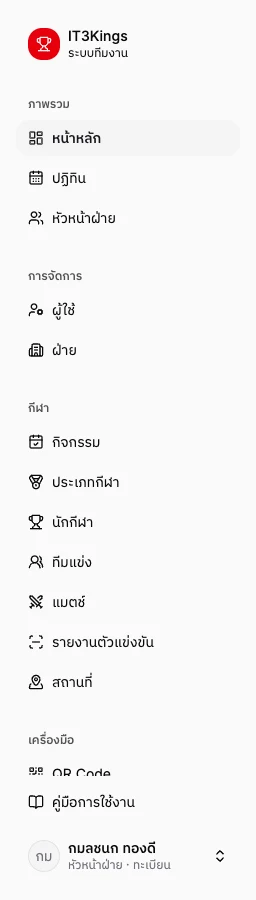 IT3Kings
ระบบทีมงาน
ภาพรวม
หน้าหลัก
ปฏิทิน
หัวหน้าฝ่าย
การจัดการ
ผู้ใช้
ฝ่าย
กีฬา
กิจกรรม
ประเภทกีฬา
นักกีฬา
ทีมแข่ง
แมตช์
รายงานตัวแข่งขัน
สถานที่
เครื่องมือ
QR Code
คู่มือการใช้งาน
กม
กมลชนก ทองดี
หัวหน้าฝ่าย · ทะเบียน